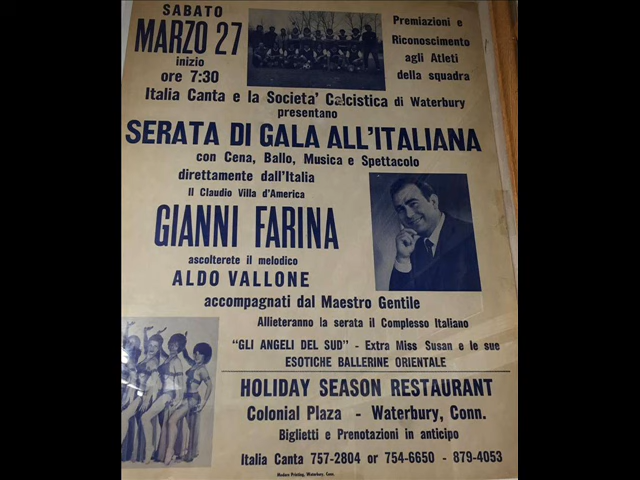 SABATO
MARZO 27
inizio
ore 7:30
Premiazioni e
Riconoscimento
agli Atleti
della squadra
Italia Canta e la Societa' Calcistica di Waterbury
presentano
SERATA DI GALA ALL'ITALIANA
con Cena, Ballo, Musica e Spettacolo
direttamente dall'Italia
Il Claudio Villa d'America
GIANNI FARINA
ascolterete il melodico
ALDO VALLONE
accompagnati dal Maestro Gentile
Allieteranno la serata il Complesso Italiano
"GLI ANGELI DEL SUD" - Extra Miss Susan e le sue
ESOTICHE BALLERINE ORIENTALE
HOLIDAY SEASON RESTAURANT
Colonial Plaza - Waterbury, Conn.
Biglietti e Prenotazioni in anticipo
Italia Canta 757-2804 or 754-6650 - 879-4053
Modern Printing, Waterbury, Conn.